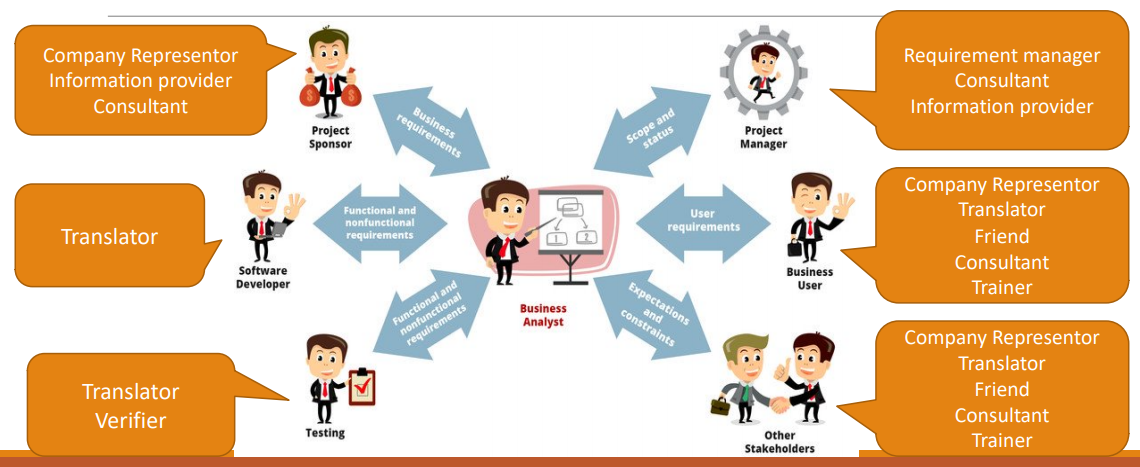 Company Representor
Information provider
Consultant
Project
Sponsor
Business
requirements
Scope and
status
Project
Manager
Requirement manager
Consultant
Information provider
Translator
Software
Developer
Functional and
nonfunctional
requirements
User
requirements
Business
User
Company Representor
Translator
Friend
Consultant
Trainer
1
2
Business
Analyst
Translator
Verifier
Testing
Functional and
nonfunctional
requirements
Expectations
and
constraints
Other
Stakeholders
Company Representor
Translator
Friend
Consultant
Trainer
$
$